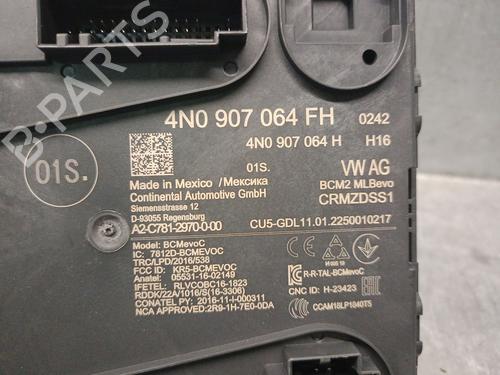 B-PARTS
4N0 907 064 FH 0242
4N0 907 064 H H16
01S.
01S.
VW AG
BCM2 MLBevo
CRMZDSS1
Made in Mexico /Мексика
Continental Automotive GmbH
Siemensstrasse 12
D-93055 Regensburg
A2-C781-2970-0-00
CU5-GDL11.01.2250010217
Model: BCMevoC
IC: 7812D-BCMEVOC
TRC/LPD/2016/538
FCC ID: KR5-BCMEVOC
Anatel: 05531-16-02149
IFETEL: RLVCOBC16-1823
RDDK/22A/1016/S(16-3306)
CONATEL PY: 2016-11-I-000311
NCA APPROVED:2R9-1H-7E0-0DA
R-R-TAL-BCMevoC
CNC ID: H-23423
CCAM18LP1840T5